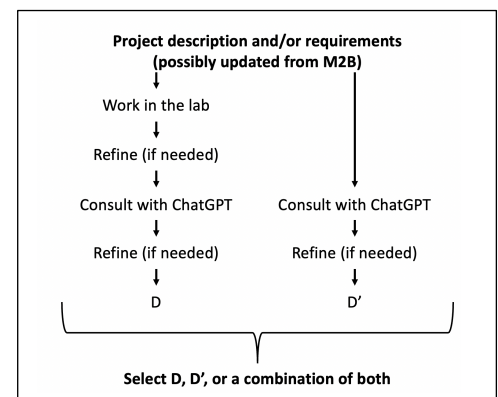 Project description and/or requirements
(possibly updated from M2B)
Work in the lab
Refine (if needed)
Consult with ChatGPT
Consult with ChatGPT
Refine (if needed)
Refine (if needed)
D
D’
Select D, D’, or a combination of both